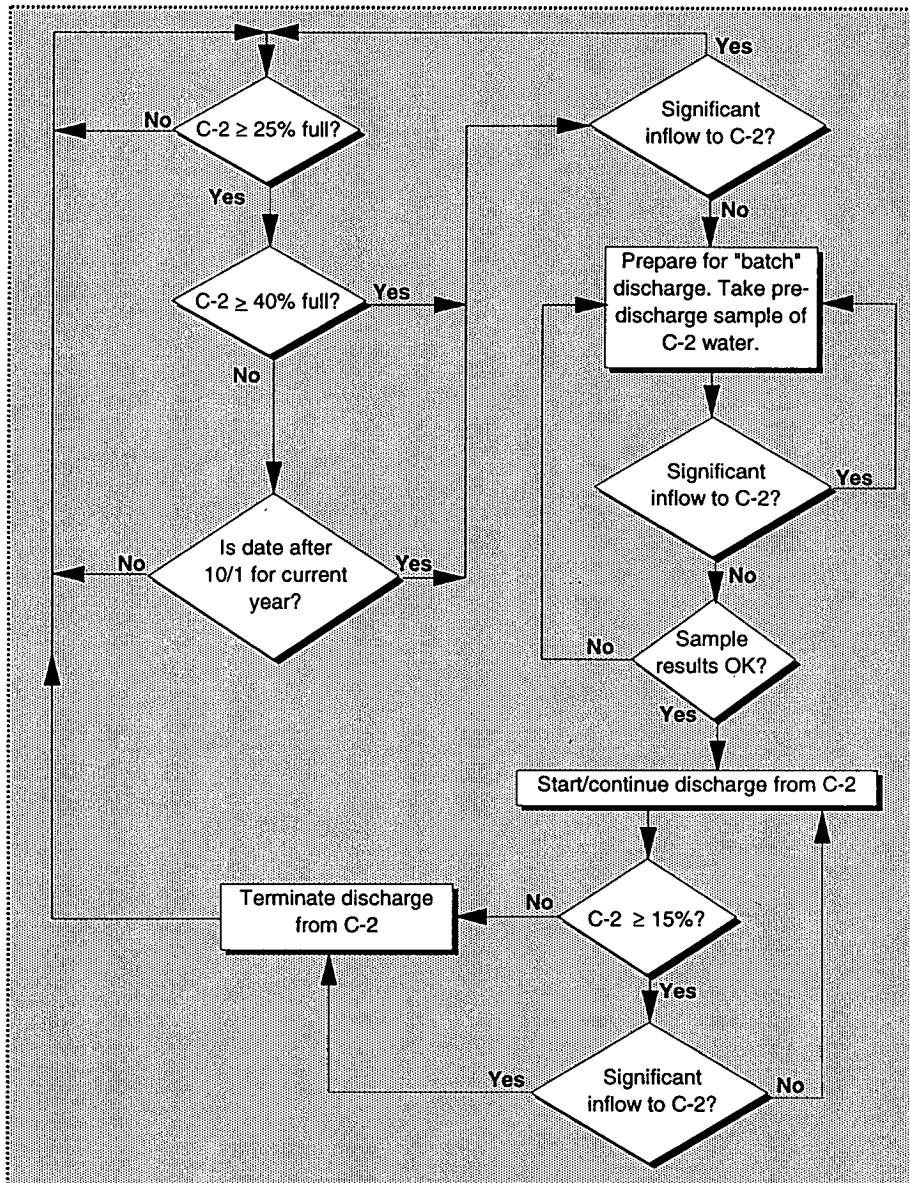 C-2 ≥ 25% full?
No
Yes
C-2 ≥ 40% full?
Yes
No
Is date after
10/1 for current
year?
No
Yes
Yes
Significant
inflow to C-2?
No
Prepare for "batch"
discharge. Take pre-
discharge sample of
C-2 water.
Significant
inflow to C-2?
Yes
No
Sample
results OK?
No
Yes
Start/continue discharge from C-2
C-2 ≥ 15%?
No
Yes
Terminate discharge
from C-2
Significant
inflow to C-2?
Yes
No